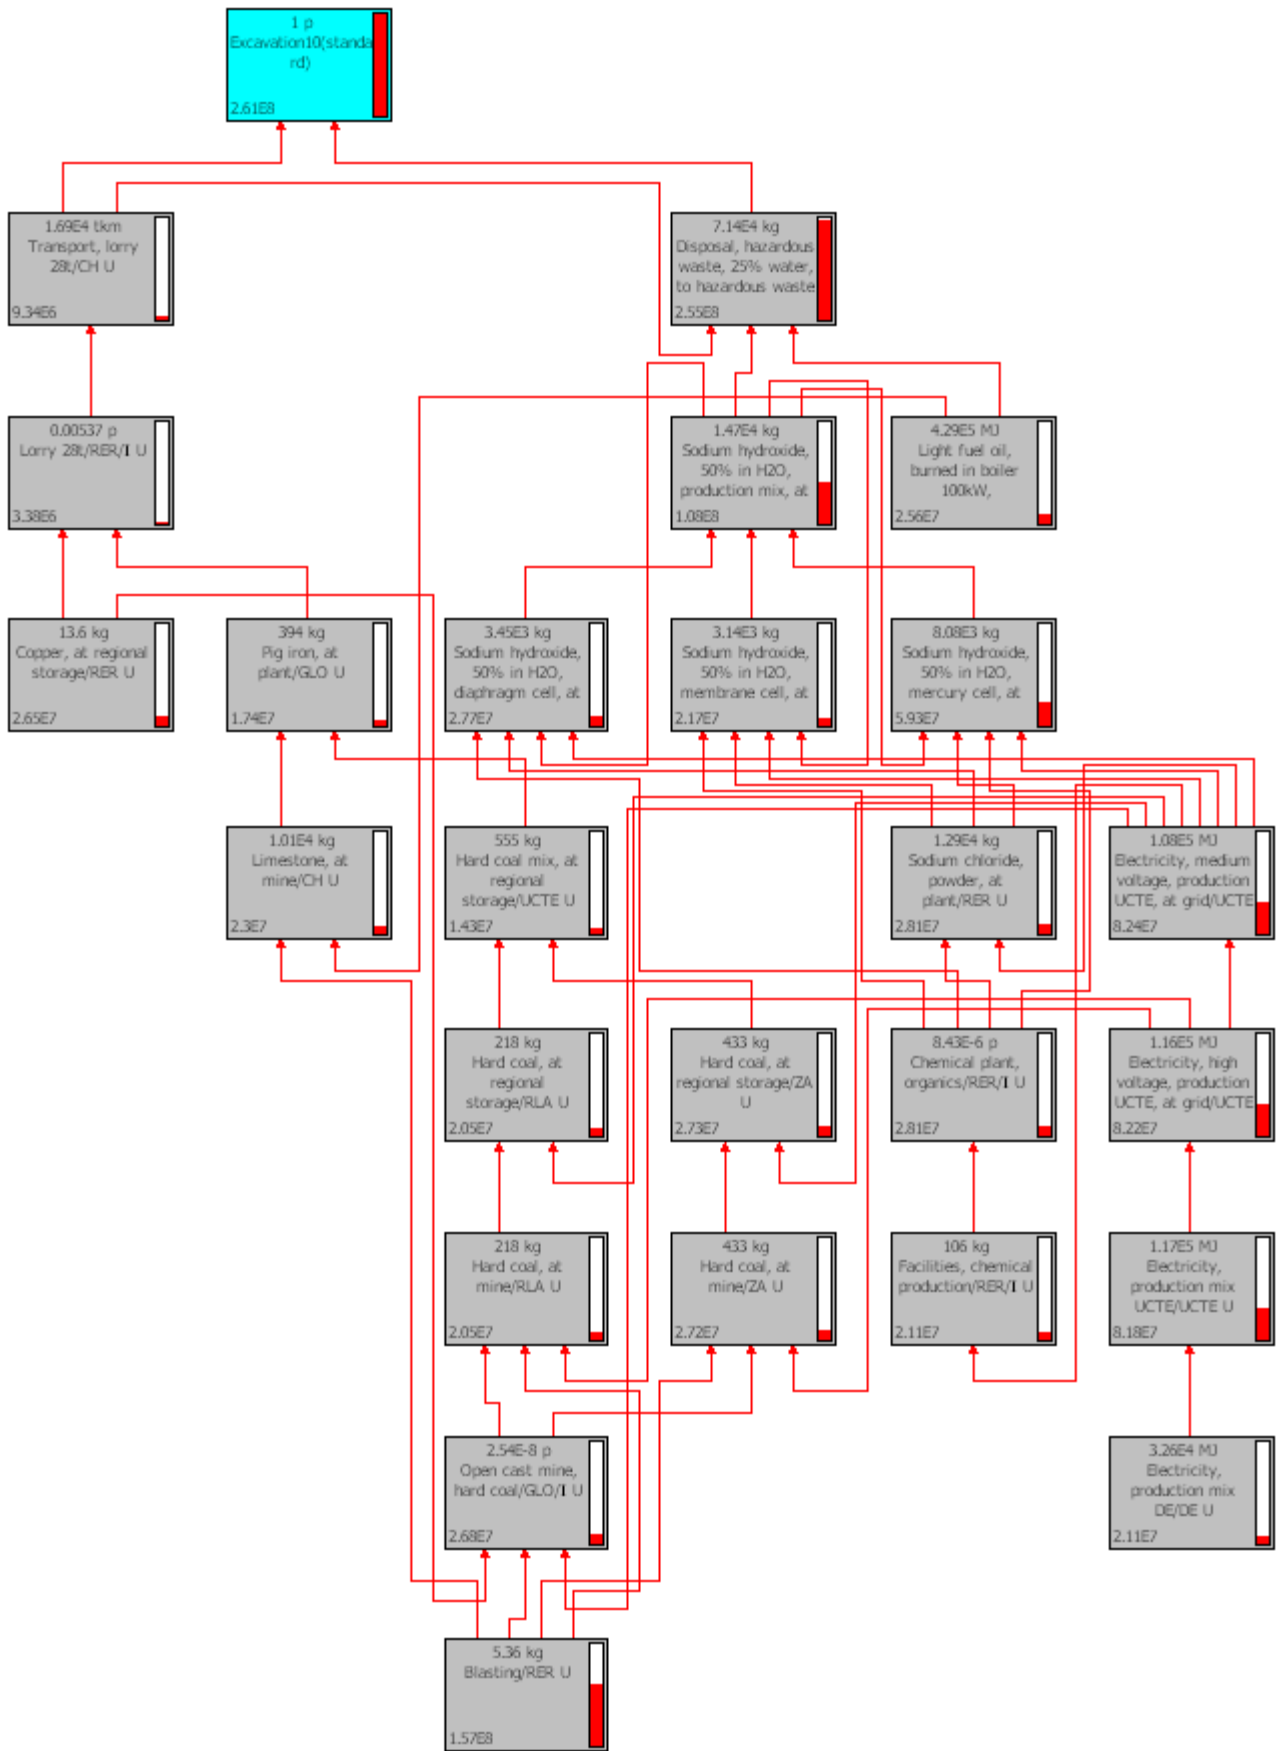 1 p
Excavation10(standa
rd)
2.61E8
1.69E4 tkm
Transport, lorry
28t/CH U
9.34E6
7.14E4 kg
Disposal, hazardous
waste, 25% water,
to hazardous waste
2.55E8
0.00537 p
Lorry 28t/RER/I U
3.38E6
1.47E4 kg
Sodium hydroxide,
50% in H2O,
production mix, at
1.08E8
4.29E5 MJ
Light fuel oil,
burned in boiler
100kW,
2.56E7
13.6 kg
Copper, at regional
storage/RER U
2.65E7
394 kg
Pig iron, at
plant/GLO U
1.74E7
3.45E3 kg
Sodium hydroxide,
50% in H2O,
diaphragm cell, at
2.77E7
3.14E3 kg
Sodium hydroxide,
50% in H2O,
membrane cell, at
2.17E7
8.08E3 kg
Sodium hydroxide,
50% in H2O,
mercury cell, at
5.93E7
1.01E4 kg
Limestone, at
mine/CH U
2.3E7
555 kg
Hard coal mix, at
regional
storage/UCTE U
1.43E7
1.29E4 kg
Sodium chloride,
powder, at
plant/RER U
2.81E7
1.08E5 MJ
Electricity, medium
voltage, production
UCTE, at grid/UCTE
8.24E7
218 kg
Hard coal, at
regional
storage/RLA U
2.05E7
433 kg
Hard coal, at
regional storage/ZA
U
2.73E7
8.43E-6 p
Chemical plant,
organics/RER/I U
2.81E7
1.16E5 MJ
Electricity, high
voltage, production
UCTE, at grid/UCTE
8.22E7
218 kg
Hard coal, at
mine/RLA U
2.05E7
433 kg
Hard coal, at
mine/ZA U
2.72E7
106 kg
Facilities, chemical
production/RER/I U
2.11E7
1.17E5 MJ
Electricity,
production mix
UCTE/UCTE U
8.18E7
2.54E-8 p
Open cast mine,
hard coal/GLO/I U
2.68E7
3.26E4 MJ
Electricity,
production mix
DE/DE U
2.11E7
5.36 kg
Blasting/RER U
1.57E8